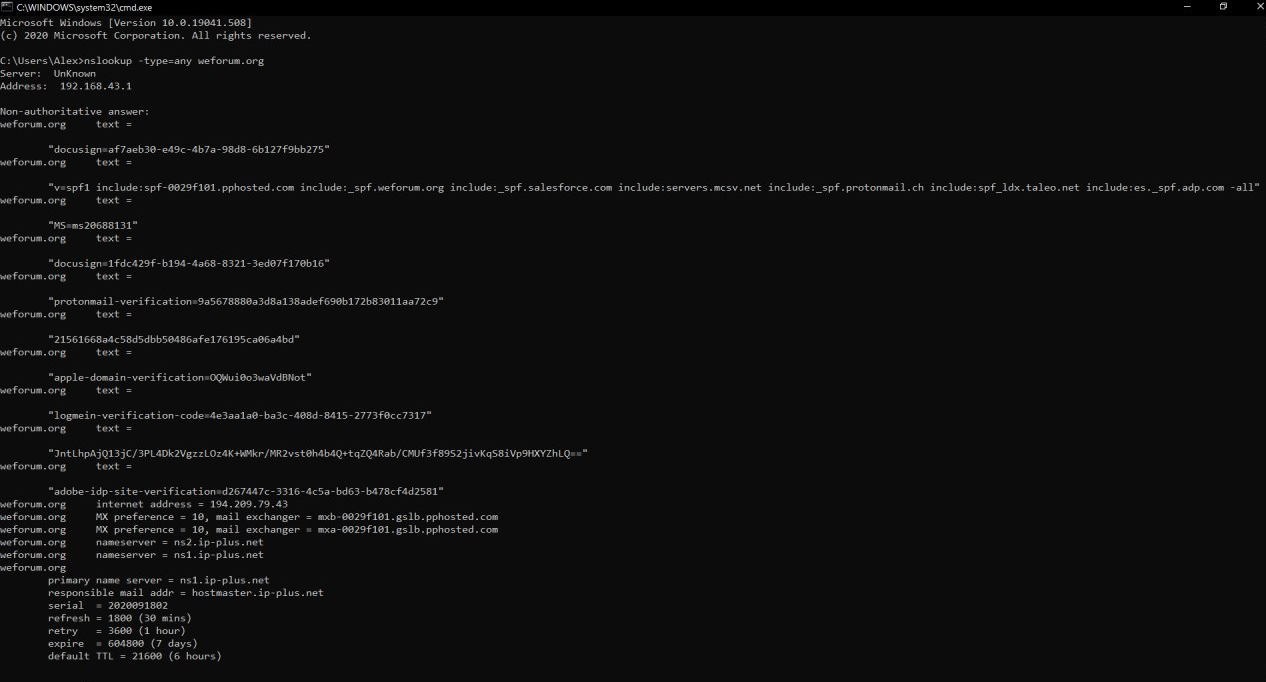 C:\WINDOWS\system32\cmd.exe
Microsoft Windows [Version 10.0.19041.508]
(c) 2020 Microsoft Corporation. All rights reserved.
C:\Users\Alex>nslookup -type=any weforum.org
Server:  UnKnown
Address:  192.168.43.1
Non-authoritative answer:
weforum.org     text =
"docusign=af7aeb30-e49c-4b7a-98d8-6b127f9bb275"
weforum.org     text =
"v=spf1 include:spf-0029f101.pphosted.com include:_spf.weforum.org include:_spf.salesforce.com include:servers.mcsv.net include:_spf.protonmail.ch include:spf_ldx.taleo.net include:es._spf.adp.com -all"
weforum.org     text =
"MS=ms20688131"
weforum.org     text =
"docusign=1fdc429f-b194-4a68-8321-3ed07f170b16"
weforum.org     text =
"protonmail-verification=9a5678880a3d8a138adef690b172b83011aa72c9"
weforum.org     text =
"21561668a4c58d5dbb50486afe176195ca06a4bd"
weforum.org     text =
"apple-domain-verification=OQWui0o3waVdBNot"
weforum.org     text =
"logmein-verification-code=4e3aa1a0-ba3c-408d-8415-2773f0cc7317"
weforum.org     text =
"JntLhpAjQ13jC/3PL4Dk2VgzzLOz4K+WMkr/MR2vst0h4b4Q+tqZQ4Rab/CMUf3f89S2jivKqS8iVp9HXYZhLQ=="
weforum.org     text =
"adobe-idp-site-verification=d267447c-3316-4c5a-bd63-b478cf4d2581"
weforum.org     internet address = 194.209.79.43
weforum.org     MX preference = 10, mail exchanger = mxb-0029f101.gslb.pphosted.com
weforum.org     MX preference = 10, mail exchanger = mxa-0029f101.gslb.pphosted.com
weforum.org     nameserver = ns2.ip-plus.net
weforum.org     nameserver = ns1.ip-plus.net
weforum.org
primary name server = ns1.ip-plus.net
responsible mail addr = hostmaster.ip-plus.net
serial  = 2020091802
refresh = 1800 (30 mins)
retry   = 3600 (1 hour)
expire  = 604800 (7 days)
default TTL = 21600 (6 hours)